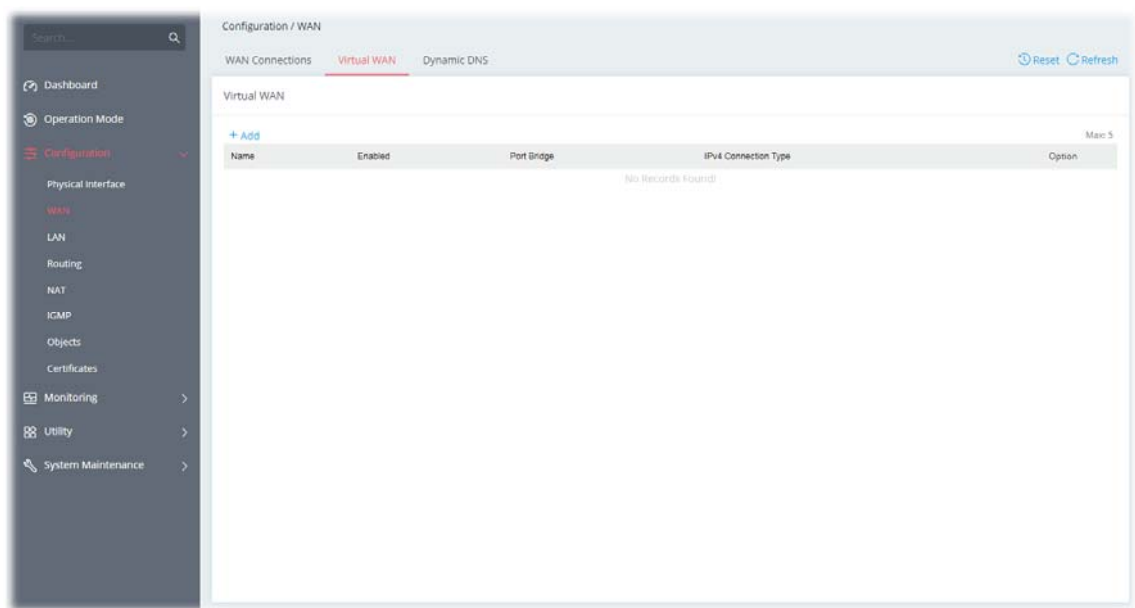 Search...
Dashboard
Operation Mode
Configuration
Physical Interface
WAN
LAN
Routing
NAT
IGMP
Objects
Certificates
Monitoring
Utility
System Maintenance
Configuration / WAN
WAN Connections Virtual WAN Dynamic DNS Reset Refresh
Virtual WAN
+ Add Max: 5
Name Enabled Port Bridge IPv4 Connection Type Option
No Records Found!